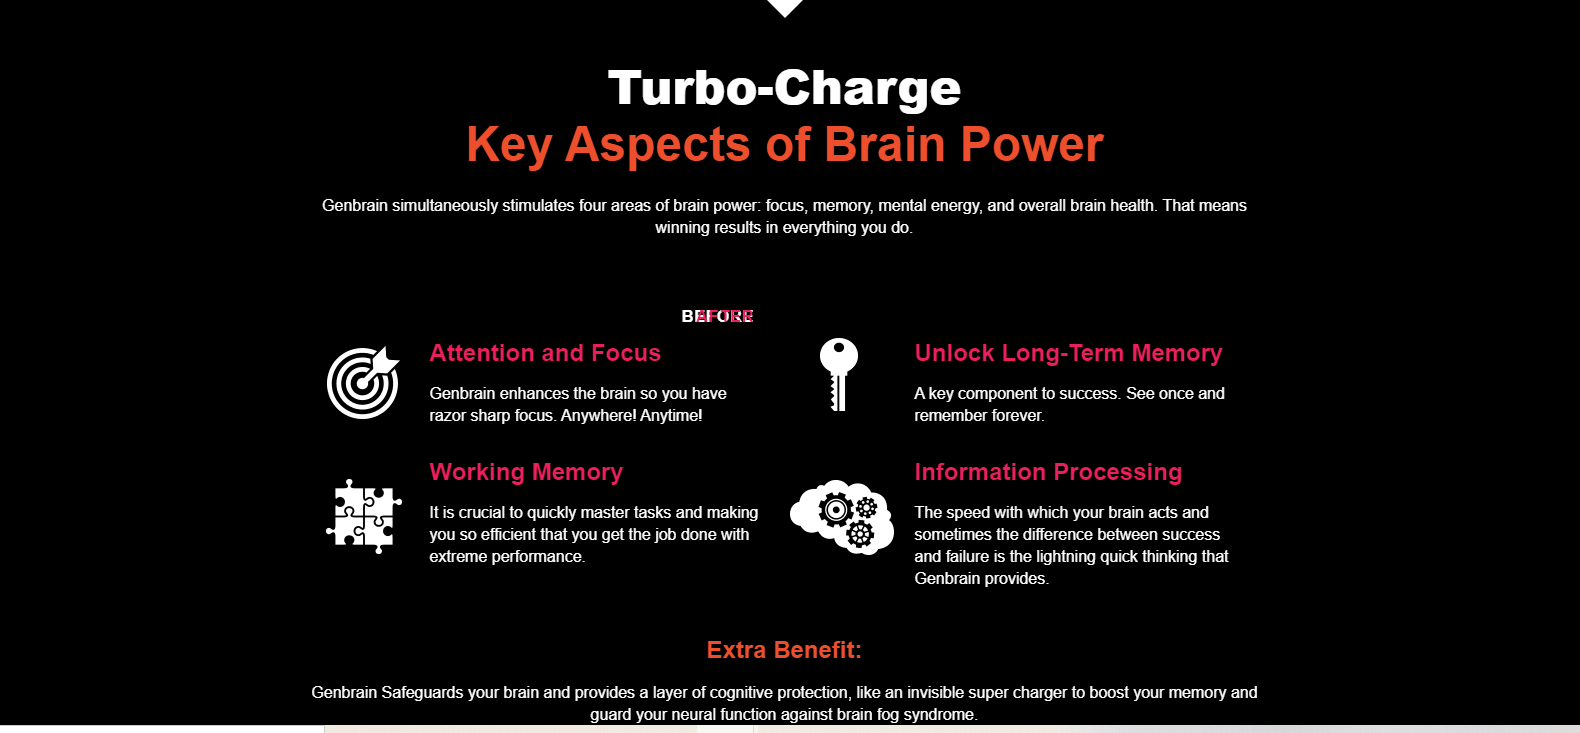 Turbo-Charge
Key Aspects of Brain Power
Genbrain simultaneously stimulates four areas of brain power: focus, memory, mental energy, and overall brain health. That means
winning results in everything you do.
BEFORE
AFTER
Attention and Focus
Genbrain enhances the brain so you have
razor sharp focus. Anywhere! Anytime!
Unlock Long-Term Memory
A key component to success. See once and
remember forever.
Working Memory
It is crucial to quickly master tasks and making
you so efficient that you get the job done with
extreme performance.
Information Processing
The speed with which your brain acts and
sometimes the difference between success
and failure is the lightning quick thinking that
Genbrain provides.
Extra Benefit:
Genbrain Safeguards your brain and provides a layer of cognitive protection, like an invisible super charger to boost your memory and
guard your neural function against brain fog syndrome.